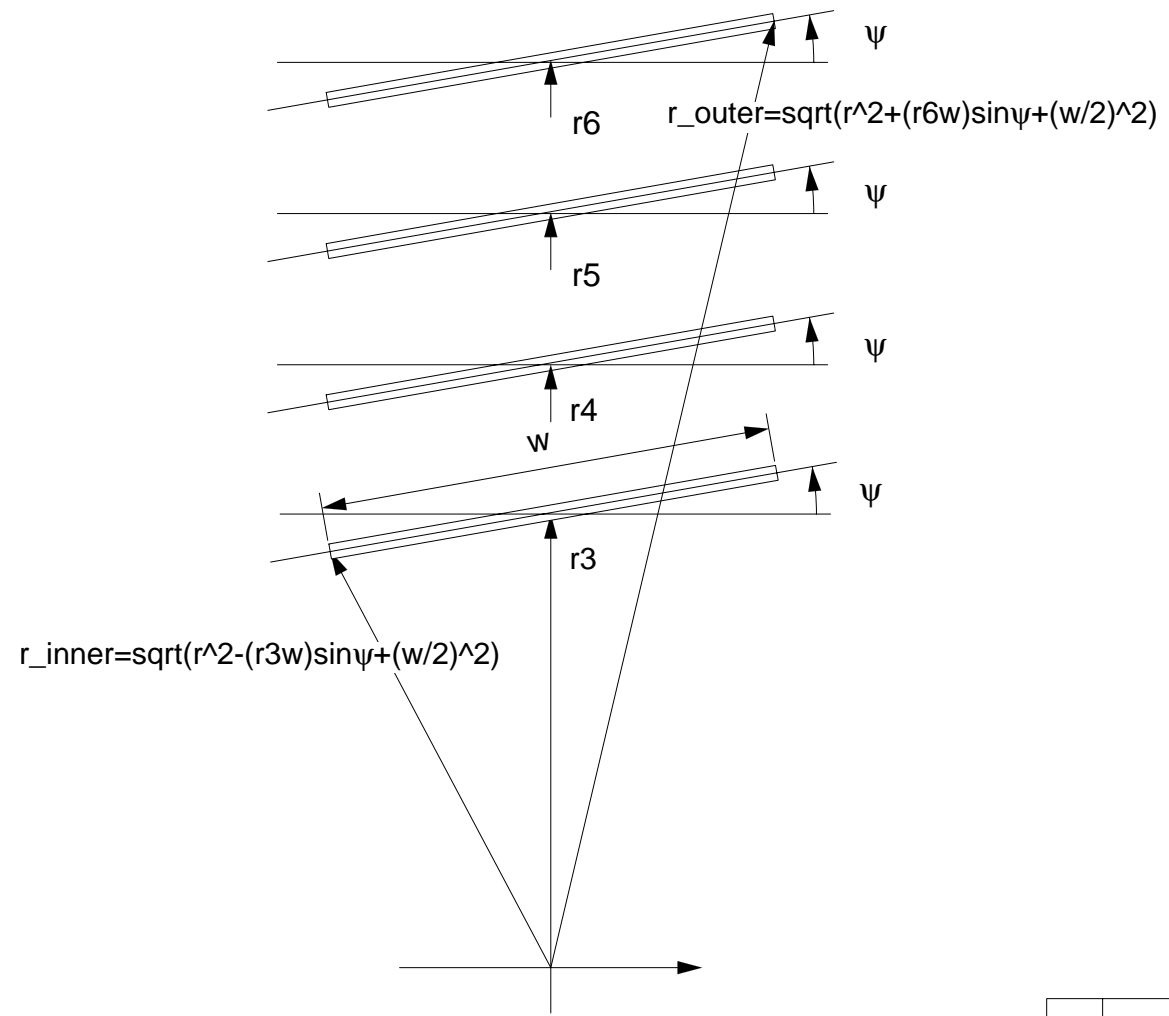 ψ
r6
r_outer=sqrt(r^2+(r6w)sinψ+(w/2)^2)
ψ
r5
ψ
r4
w
ψ
r3
r_inner=sqrt(r^2-(r3w)sinψ+(w/2)^2)